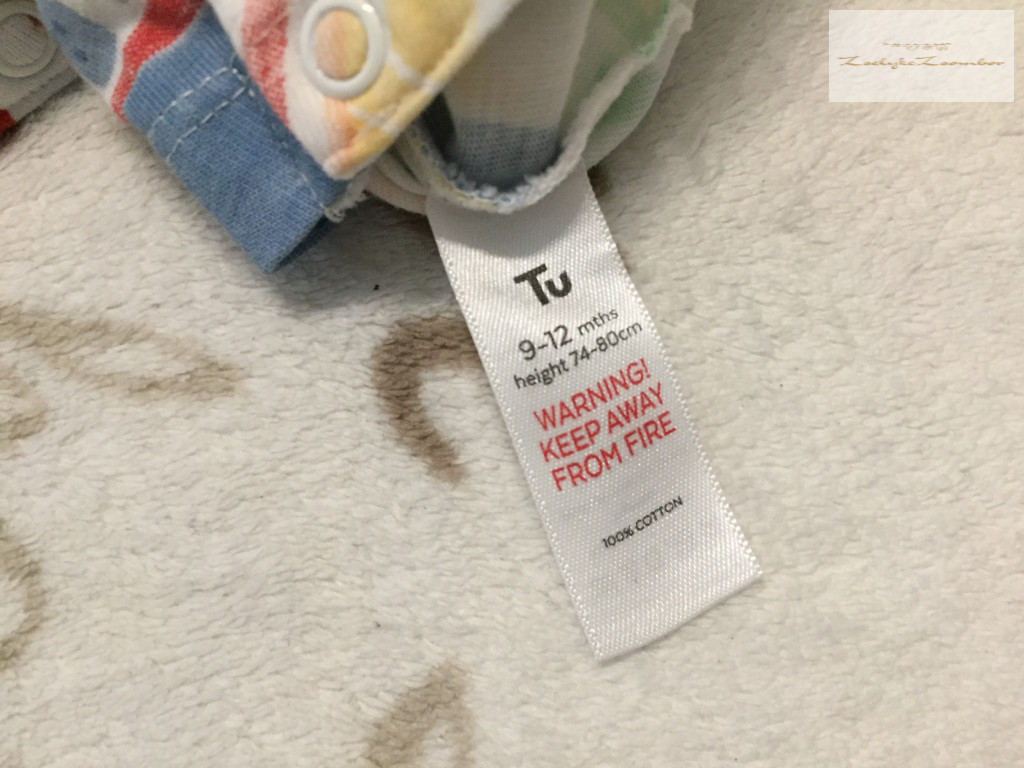 Tu
9-12 mths
height 74-80cm
WARNING!
KEEP AWAY
FROM FIRE
100% COTTON